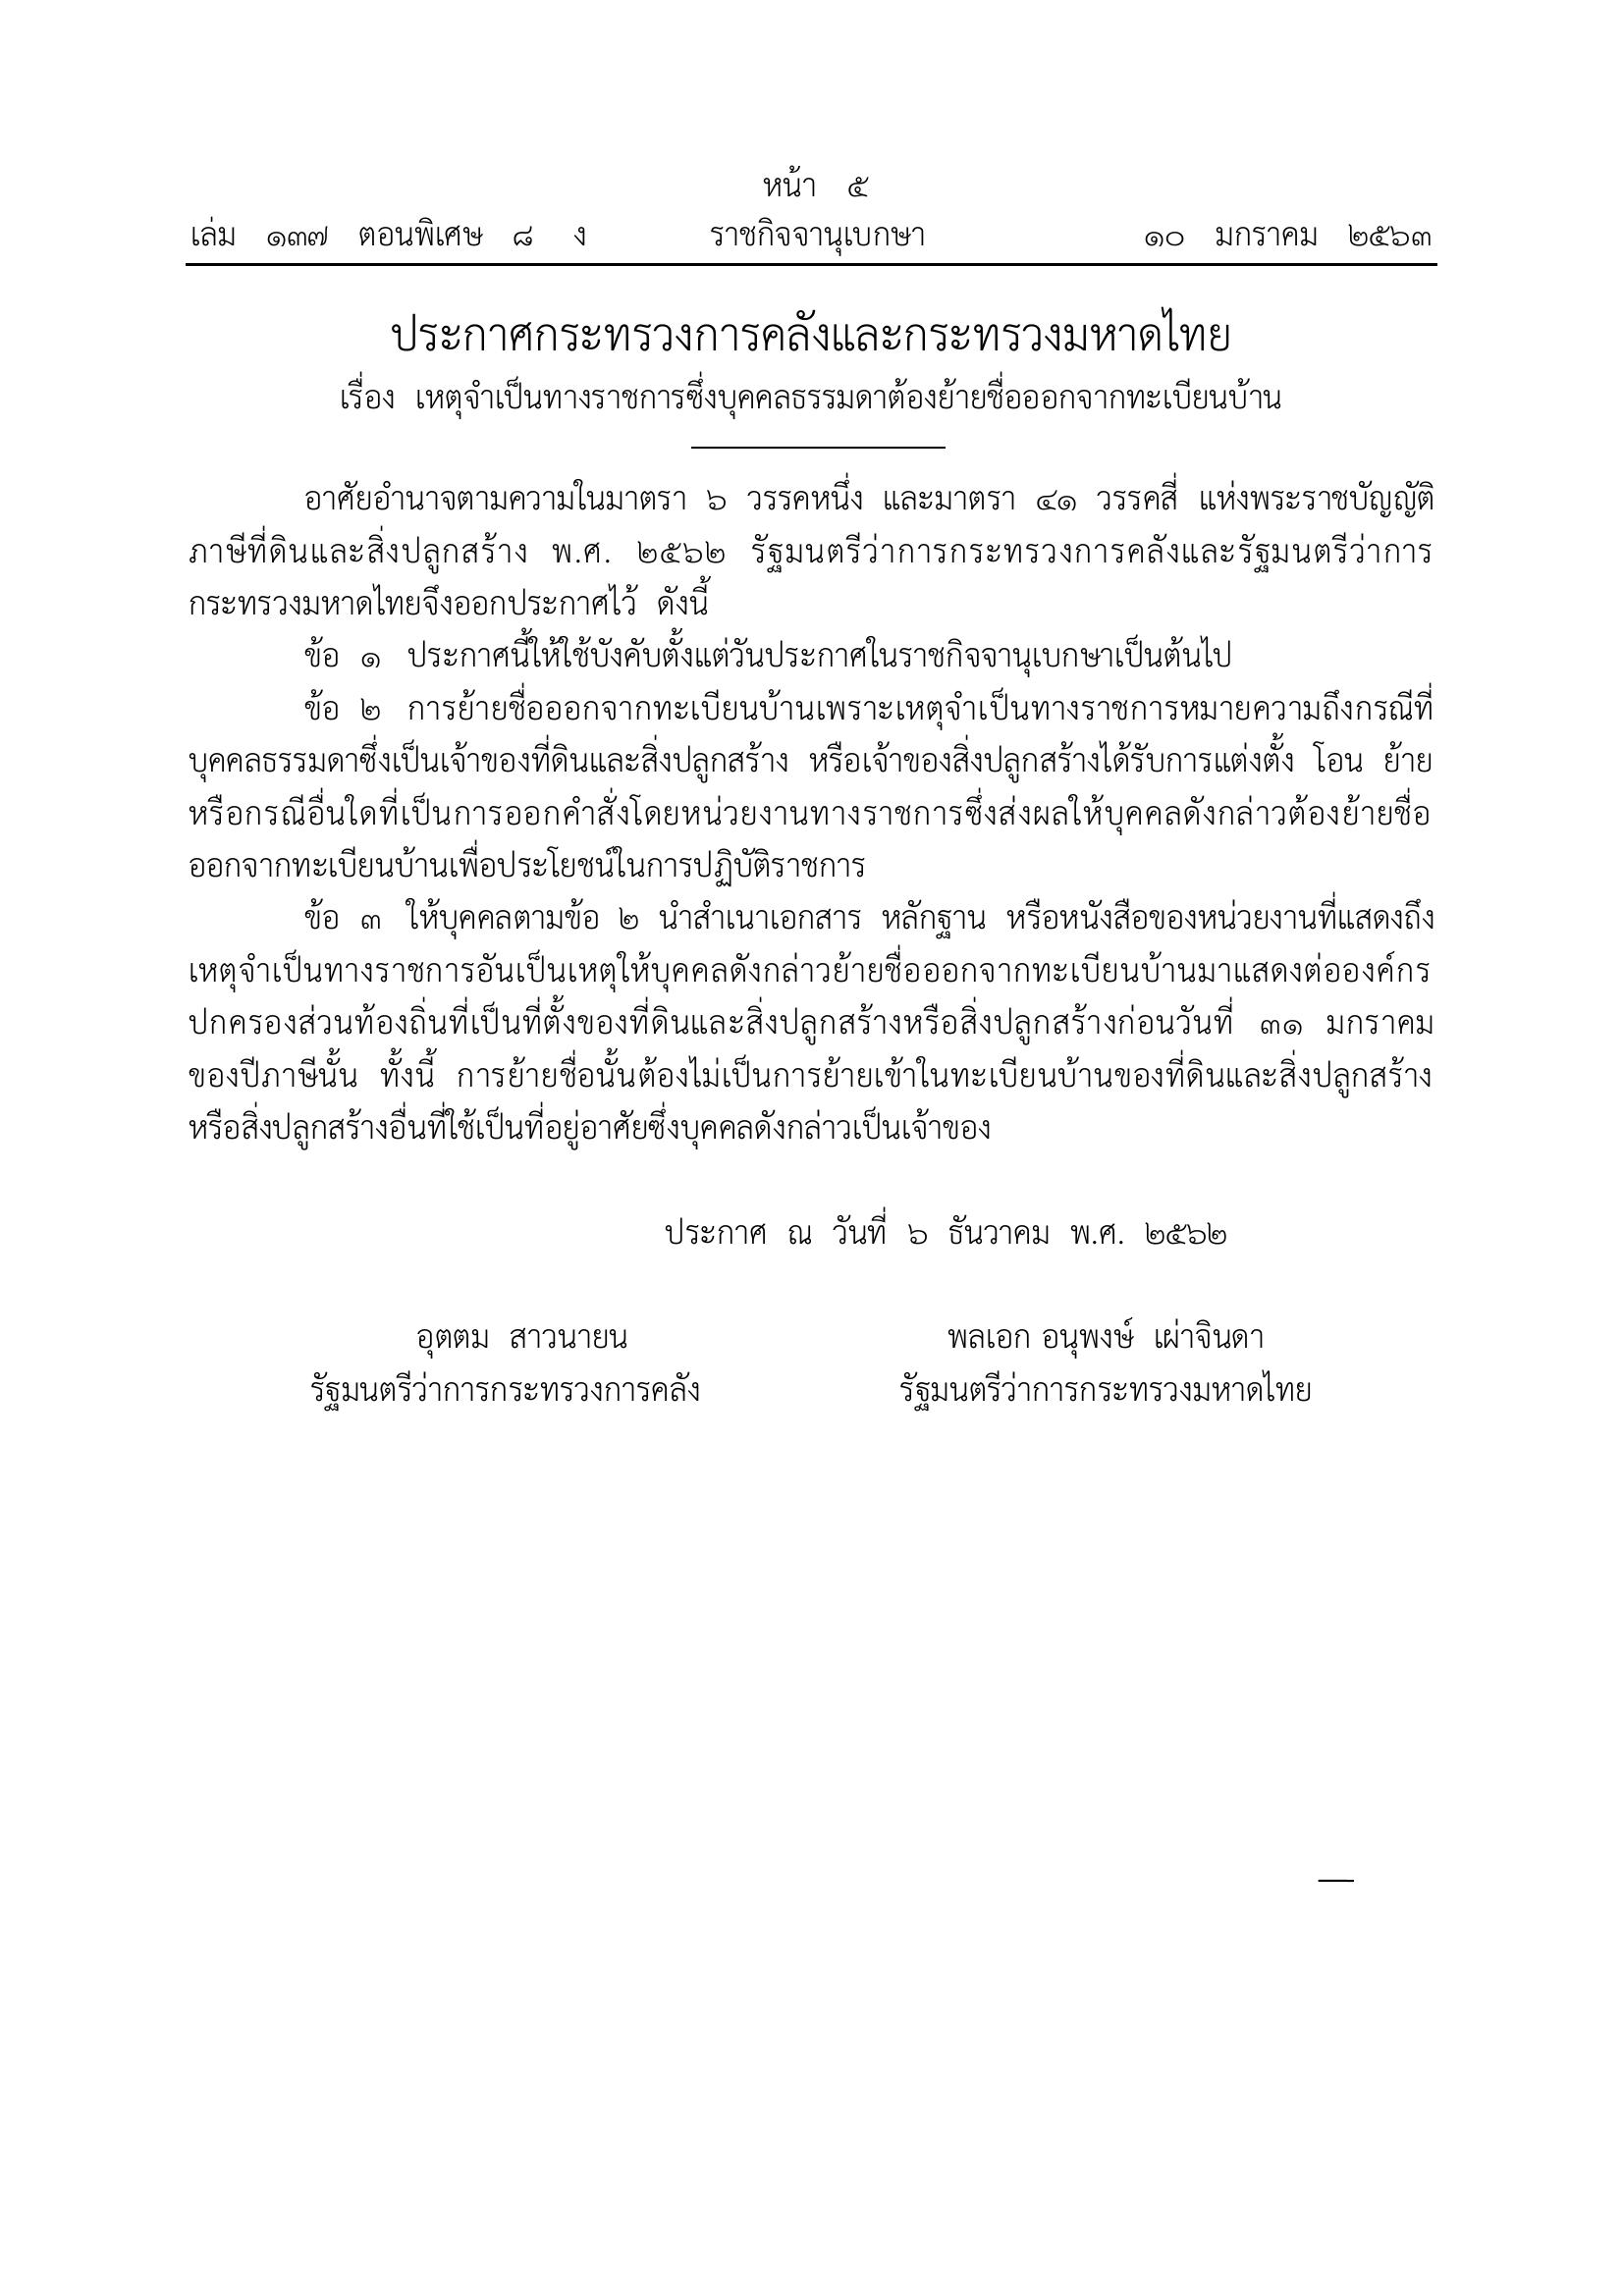 หน้า ๕
เล่ม ๑๓๗ ตอนพิเศษ ๘ ง ราชกิจจานุเบกษา ๑๐ มกราคม ๒๕๖๓
ประกาศกระทรวงการคลังและกระทรวงมหาดไทย
เรื่อง เหตุจำเป็นทางราชการซึ่งบุคคลธรรมดาต้องย้ายชื่อออกจากทะเบียนบ้าน
อาศัยอำนาจตามความในมาตรา ๖ วรรคหนึ่ง และมาตรา ๔๑ วรรคสี่ แห่งพระราชบัญญัติ
ภาษีที่ดินและสิ่งปลูกสร้าง พ.ศ. ๒๕๖๒ รัฐมนตรีว่าการกระทรวงการคลังและรัฐมนตรีว่าการ
กระทรวงมหาดไทยจึงออกประกาศไว้ ดังนี้
ข้อ ๑ ประกาศนี้ให้ใช้บังคับตั้งแต่วันประกาศในราชกิจจานุเบกษาเป็นต้นไป
ข้อ ๒ การย้ายชื่อออกจากทะเบียนบ้านเพราะเหตุจำเป็นทางราชการหมายความถึงกรณีที่
บุคคลธรรมดาซึ่งเป็นเจ้าของที่ดินและสิ่งปลูกสร้าง หรือเจ้าของสิ่งปลูกสร้างได้รับการแต่งตั้ง โอน ย้าย
หรือกรณีอื่นใดที่เป็นการออกคำสั่งโดยหน่วยงานทางราชการซึ่งส่งผลให้บุคคลดังกล่าวต้องย้ายชื่อ
ออกจากทะเบียนบ้านเพื่อประโยชน์ในการปฏิบัติราชการ
ข้อ ๓ ให้บุคคลตามข้อ ๒ นำสำเนาเอกสาร หลักฐาน หรือหนังสือของหน่วยงานที่แสดงถึง
เหตุจำเป็นทางราชการอันเป็นเหตุให้บุคคลดังกล่าวย้ายชื่อออกจากทะเบียนบ้านมาแสดงต่อองค์กร
ปกครองส่วนท้องถิ่นที่เป็นที่ตั้งของที่ดินและสิ่งปลูกสร้างหรือสิ่งปลูกสร้างก่อนวันที่ ๓๑ มกราคม
ของปีภาษีนั้น ทั้งนี้ การย้ายชื่อนั้นต้องไม่เป็นการย้ายเข้าในทะเบียนบ้านของที่ดินและสิ่งปลูกสร้าง
หรือสิ่งปลูกสร้างอื่นที่ใช้เป็นที่อยู่อาศัยซึ่งบุคคลดังกล่าวเป็นเจ้าของ
ประกาศ ณ วันที่ ๖ ธันวาคม พ.ศ. ๒๕๖๒
อุตตม สาวนายน พลเอก อนุพงษ์ เผ่าจินดา
รัฐมนตรีว่าการกระทรวงการคลัง รัฐมนตรีว่าการกระทรวงมหาดไทย